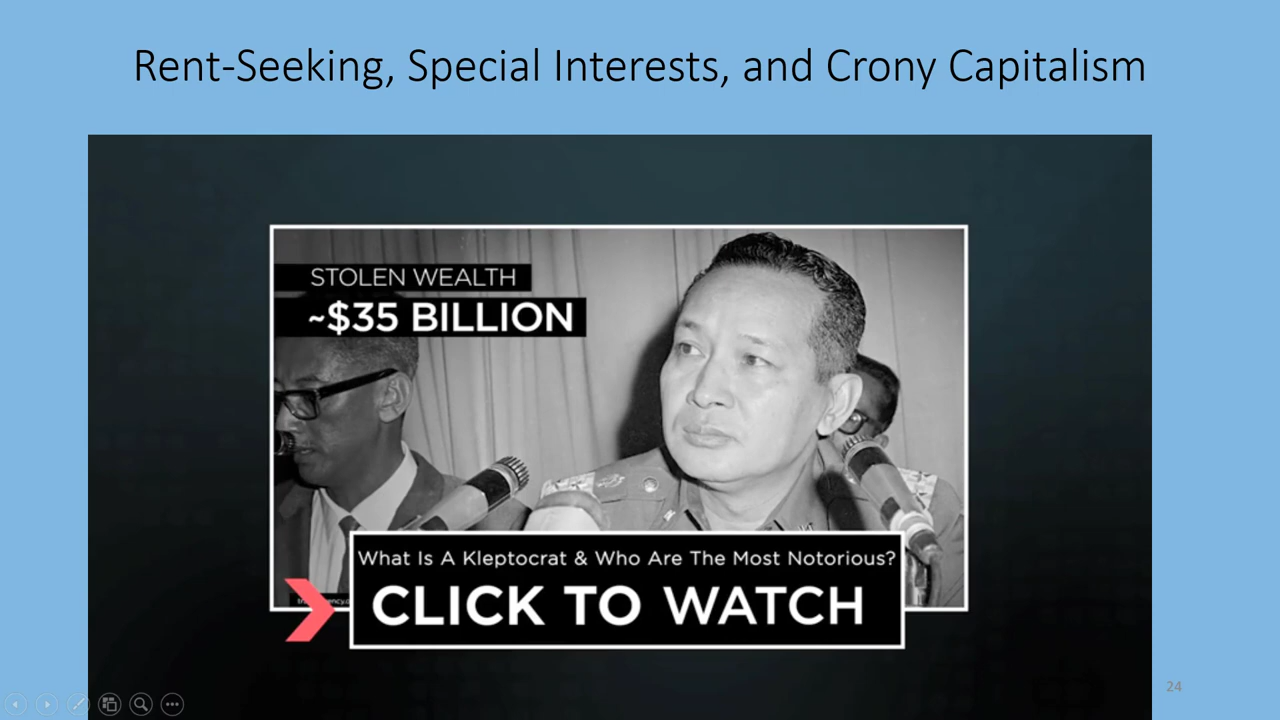 Rent-Seeking, Special Interests, and Crony Capitalism
STOLEN WEALTH
~$35 BILLION
What Is A Kleptocrat & Who Are The Most Notorious?
CLICK TO WATCH
24